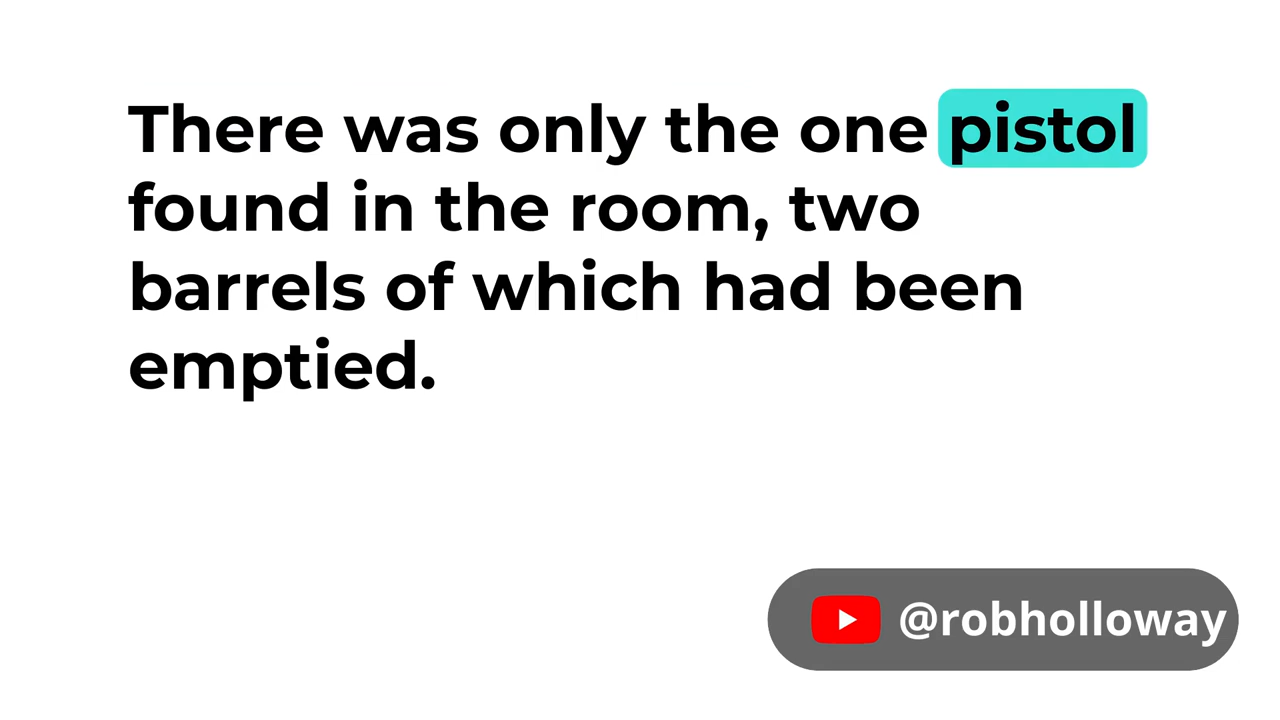 There was only the one pistol
found in the room, two
barrels of which had been
emptied.
@robholloway